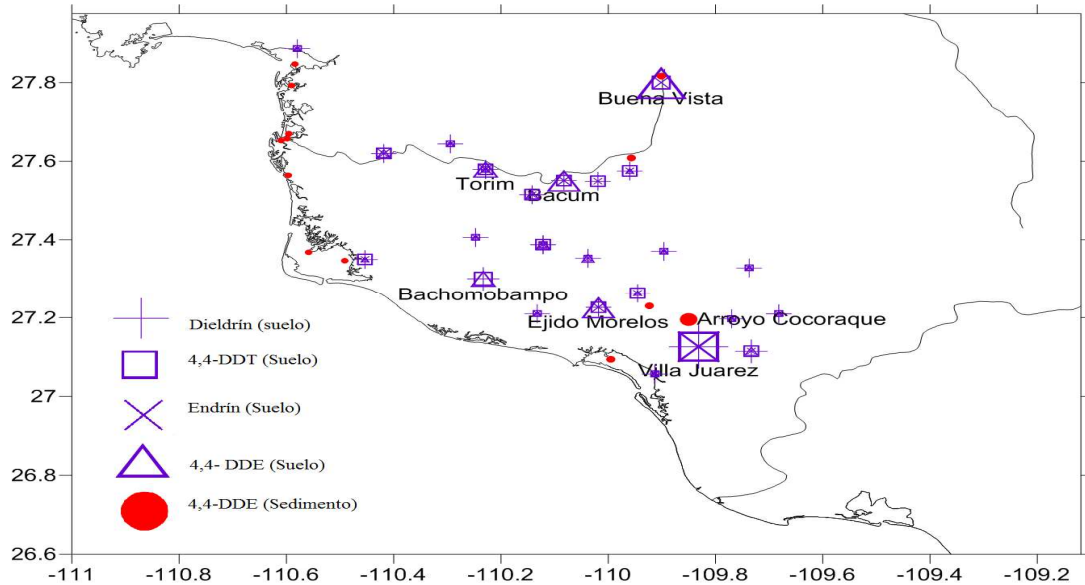 27.8
Buena Vista
27.6
Torim
Bacum
27.4
Bachomobampo
27.2
Ejido Morelos
Arroyo Cocoraque
Villa Juarez
27
26.8
26.6
Dieldrín (suelo)
4,4-DDT (Suelo)
Endrín (Suelo)
4,4- DDE (Suelo)
4,4-DDE (Sedimento)
-111 -110.8 -110.6 -110.4 -110.2 -110 -109.8 -109.6 -109.4 -109.2